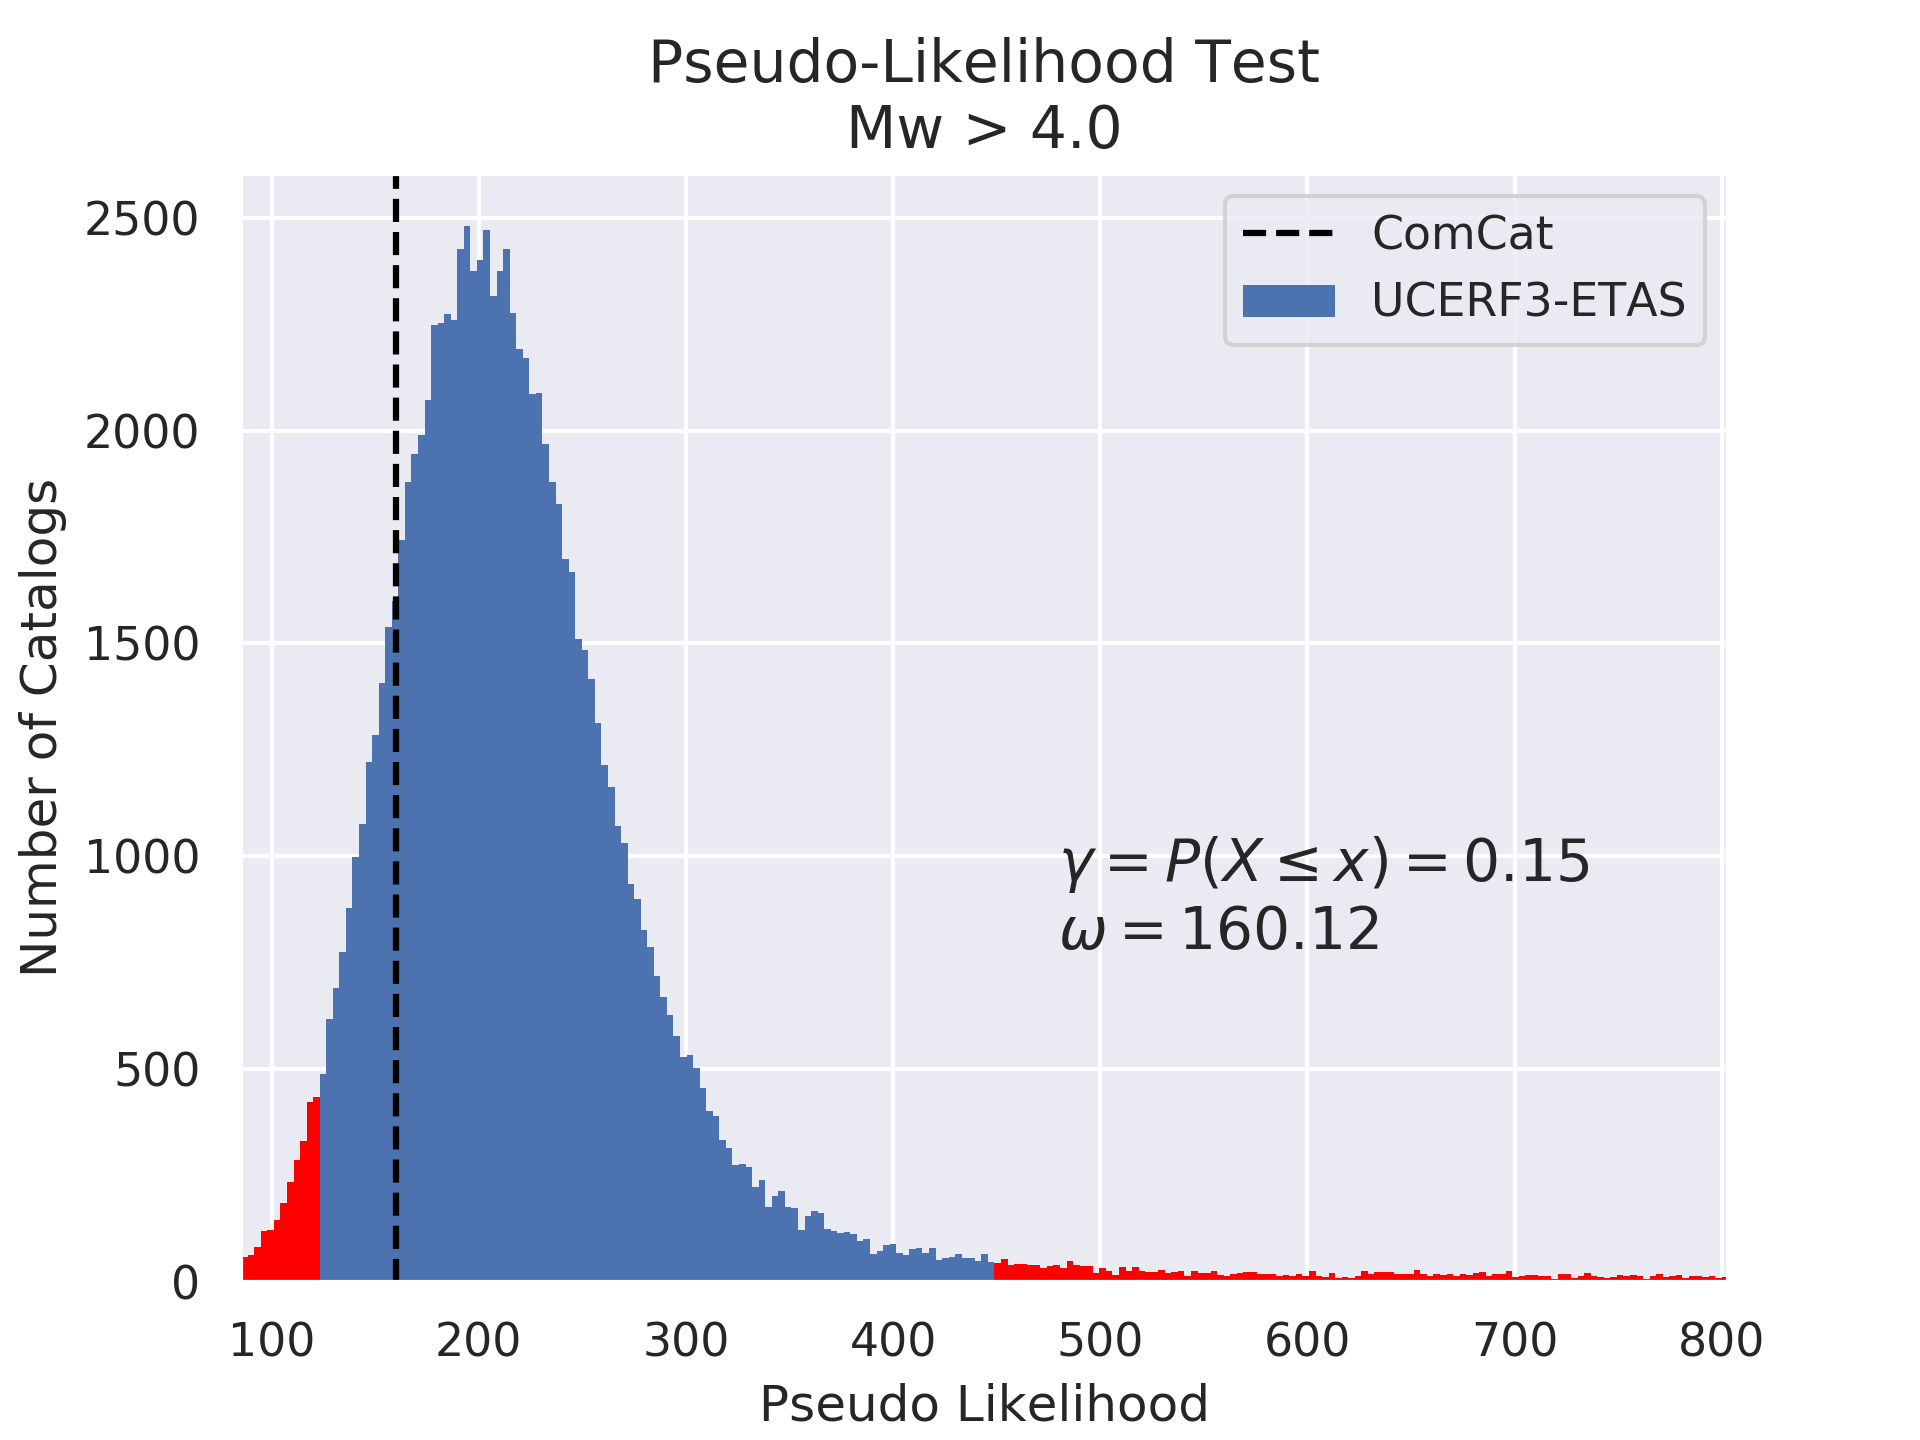 Pseudo-Likelihood Test
Mw > 4.0
ComCat
UCERF3-ETAS
Number of Catalogs
2500
2000
1500
1000
500
0
γ = P(X ≤ x) = 0.15
ω = 160.12
100 200 300 400 500 600 700 800
Pseudo Likelihood